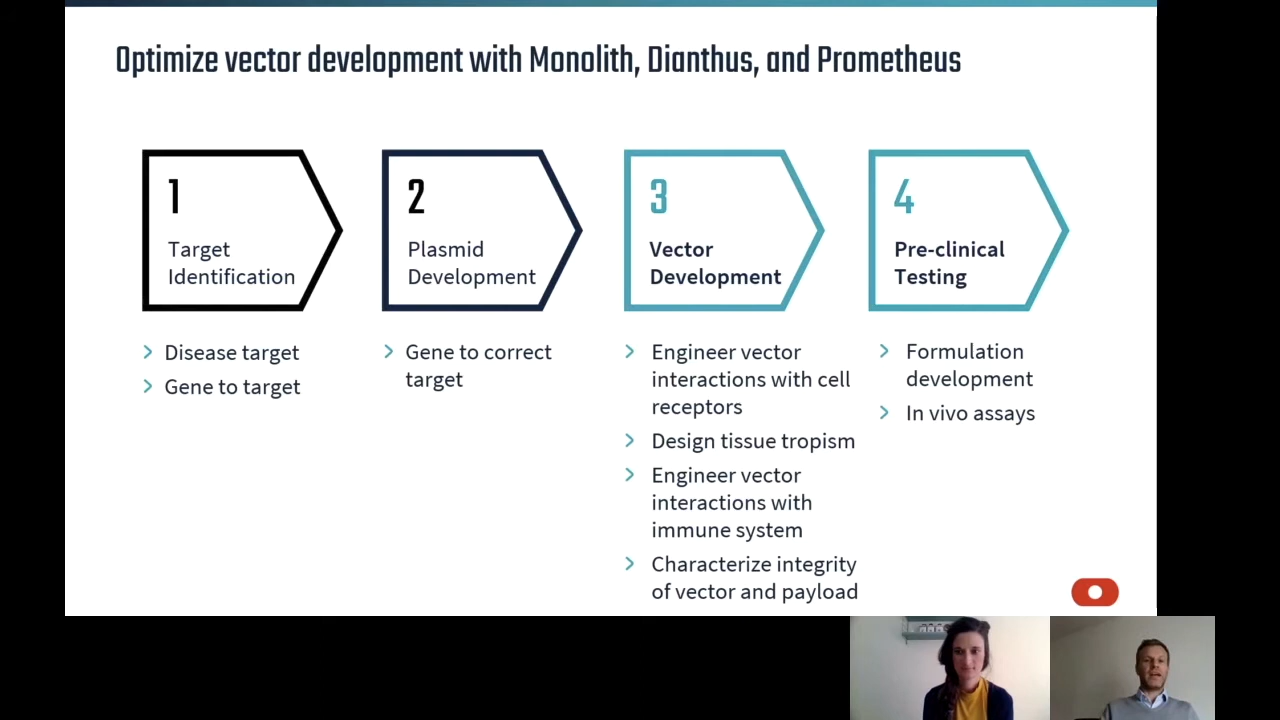 Optimize vector development with Monolith, Dianthus, and Prometheus
1
Target
Identification
Disease target
Gene to target
2
Plasmid
Development
Gene to correct
target
3
Vector
Development
Engineer vector
interactions with cell
receptors
Design tissue tropism
Engineer vector
interactions with
immune system
Characterize integrity
of vector and payload
4
Pre-clinical
Testing
Formulation
development
In vivo assays